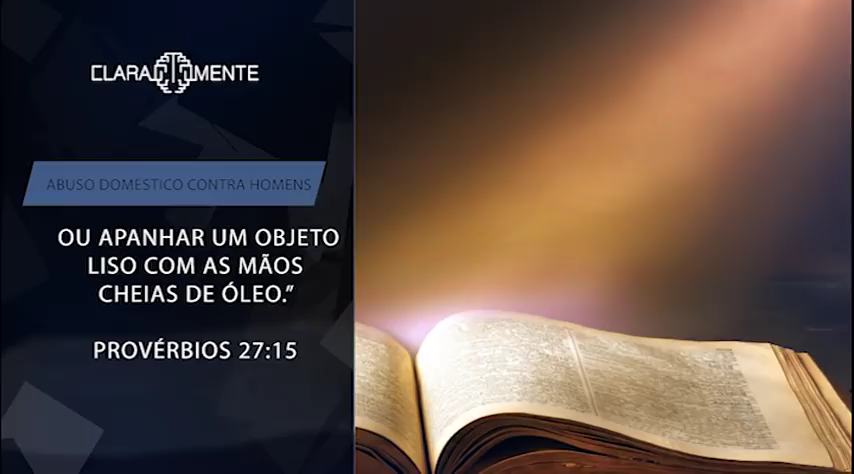 CLARAMENTE
ABUSO DOMESTICO CONTRA HOMENS
OU APANHAR UM OBJETO
LISO COM AS MÃOS
CHEIAS DE ÓLEO.”
PROVÉRBIOS 27:15